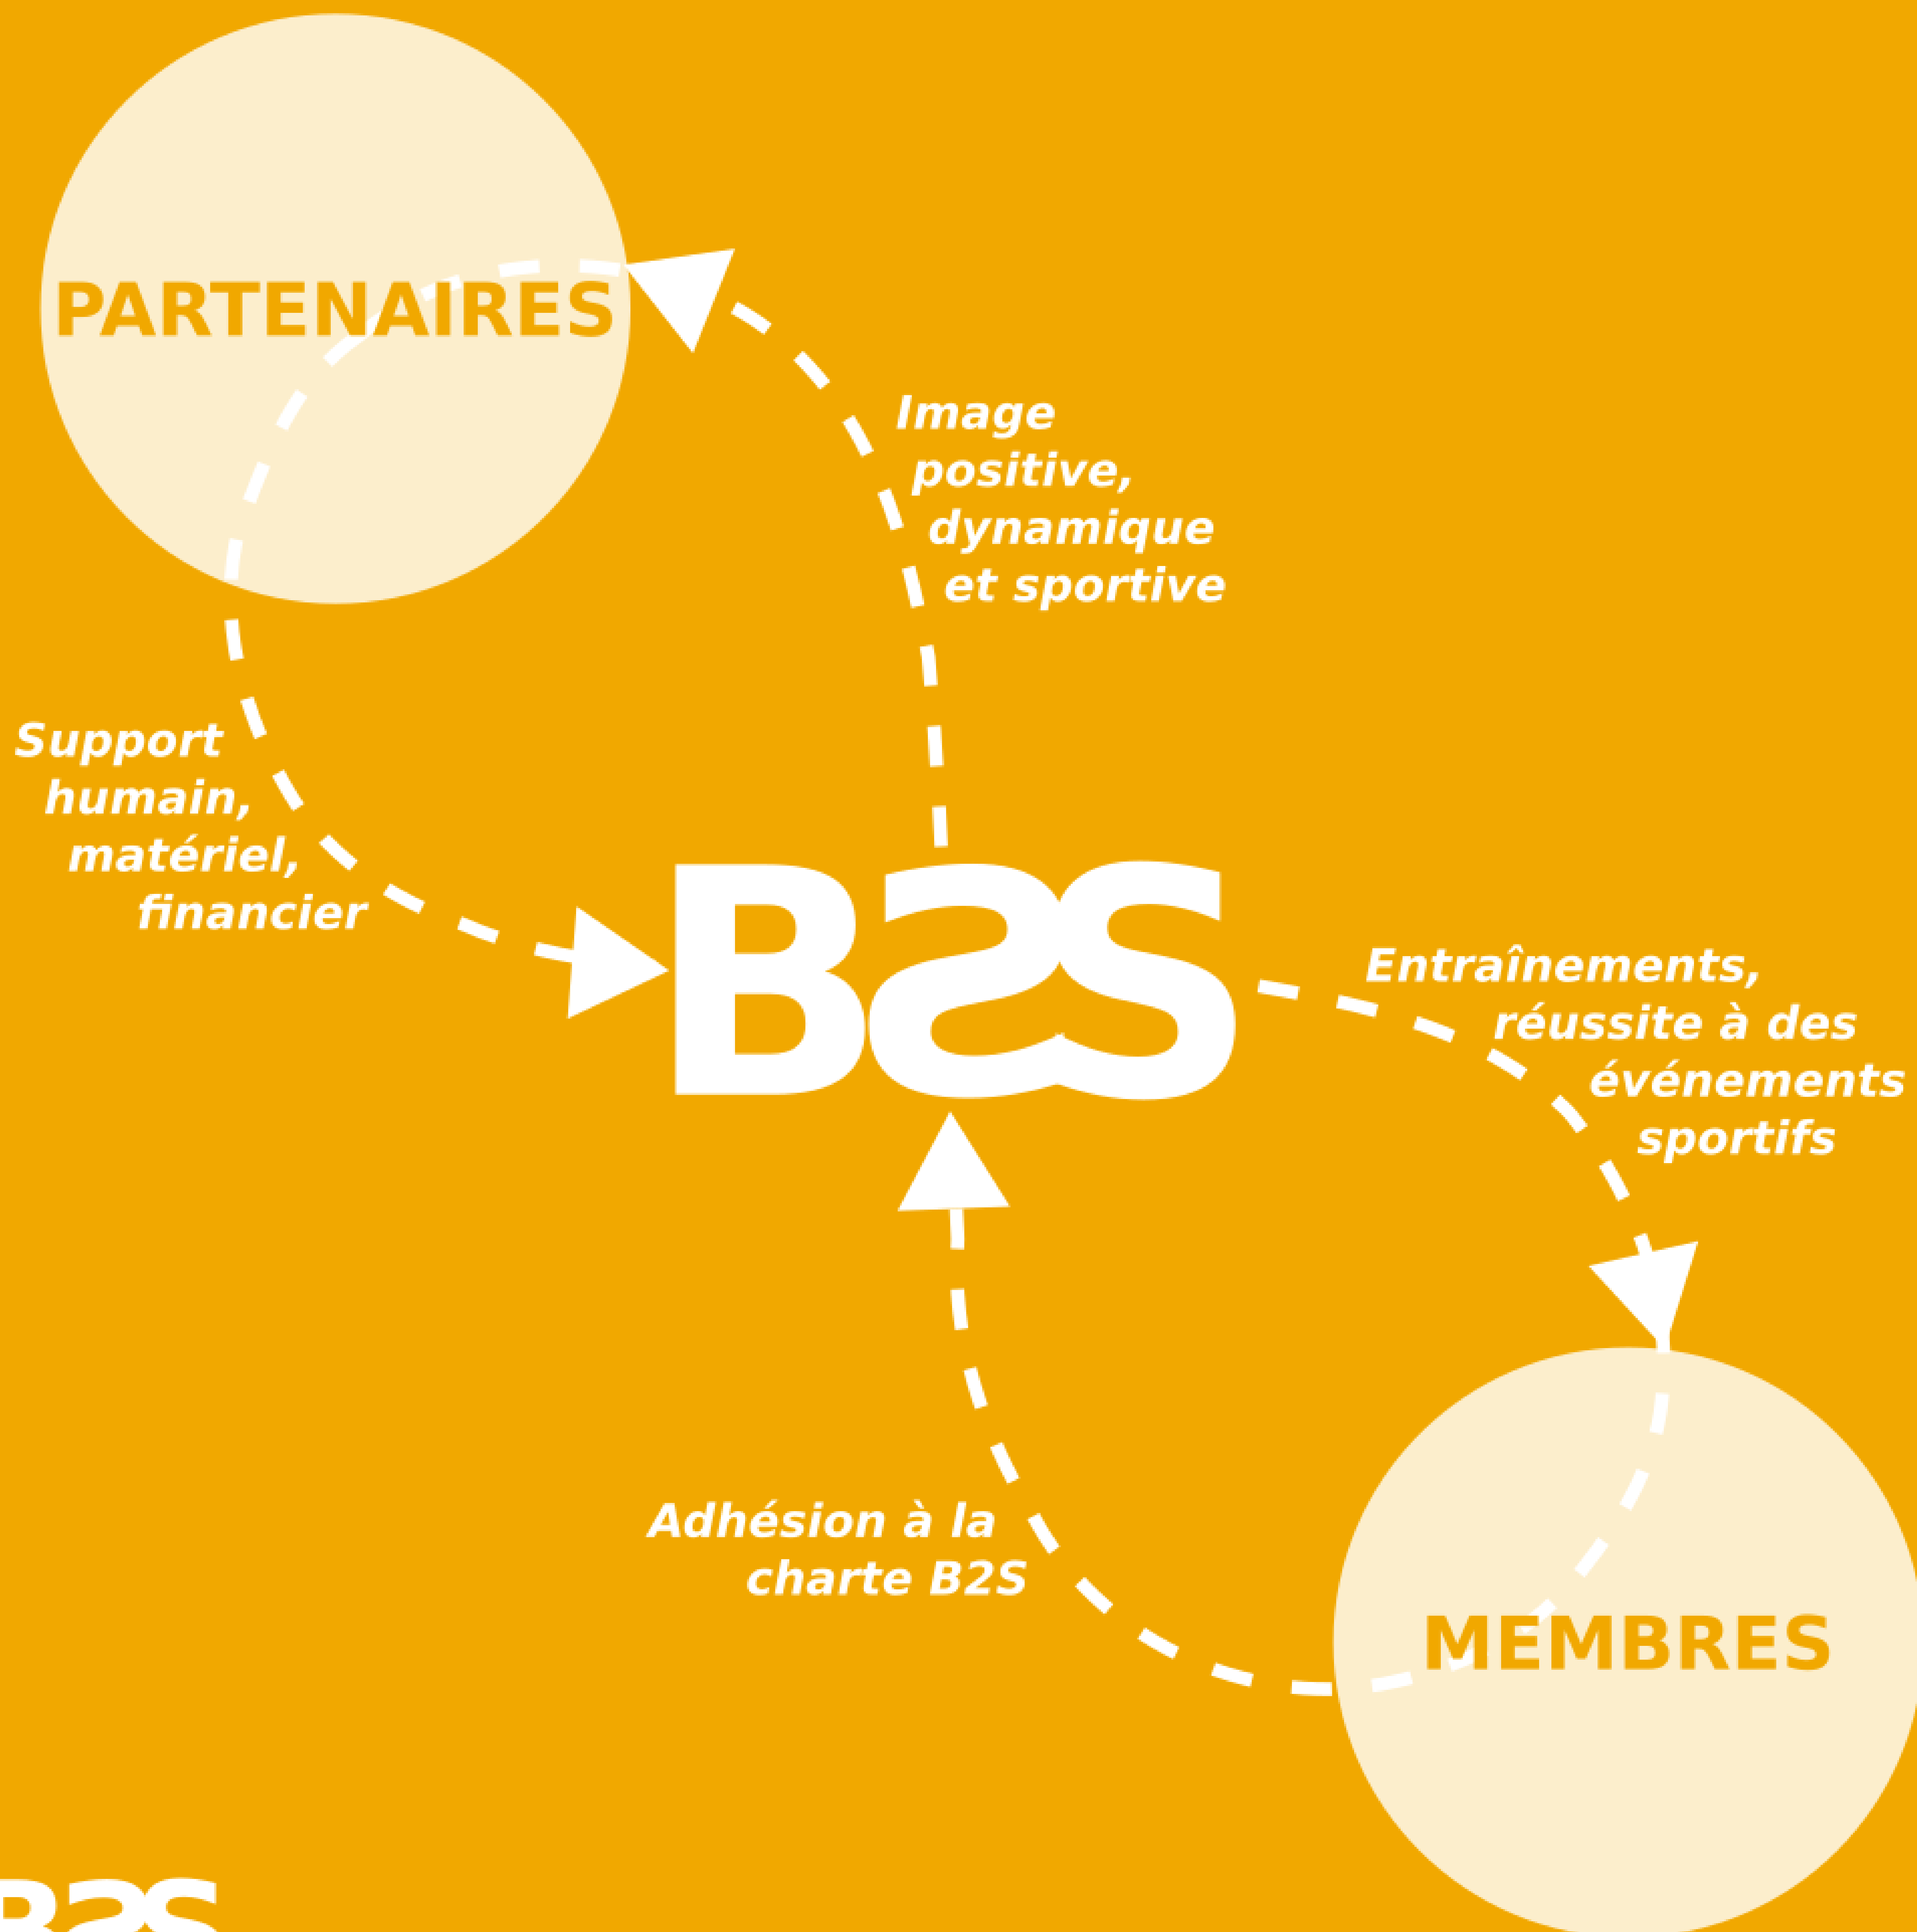 PARTENAIRES
Image
positive,
dynamique
et sportive
Support
humain,
matériel,
financier
B2S
Entraînements,
réussite à des
événements
sportifs
Adhésion à la
charte B2S
MEMBRES
B2S